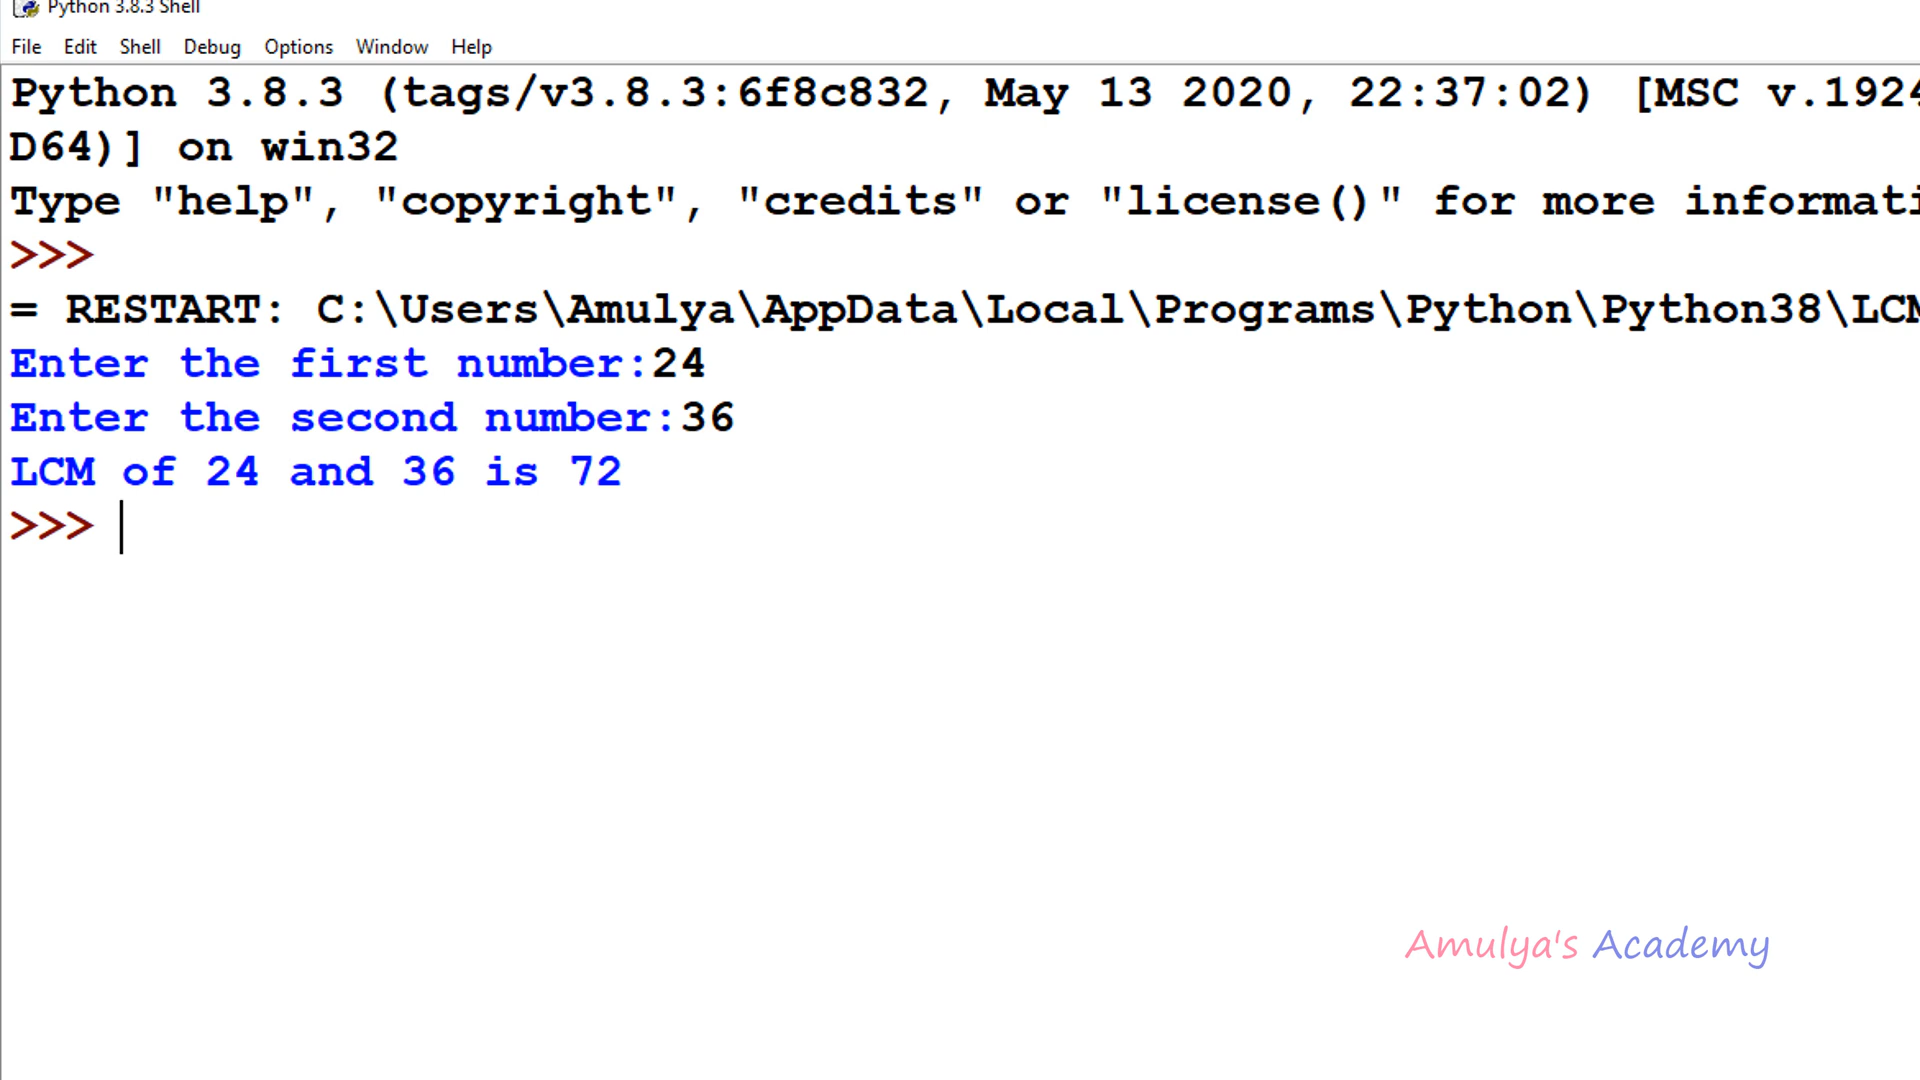 Python 3.8.3 Shell
File Edit Shell Debug Options Window Help
Python 3.8.3 (tags/v3.8.3:6f8c832, May 13 2020, 22:37:02) [MSC v.1924
D64)] on win32
Type "help", "copyright", "credits" or "license()" for more informati
>>>
= RESTART: C:\Users\Amulya\AppData\Local\Programs\Python\Python38\LCM
Enter the first number:24
Enter the second number:36
LCM of 24 and 36 is 72
>>>
Amulya's Academy